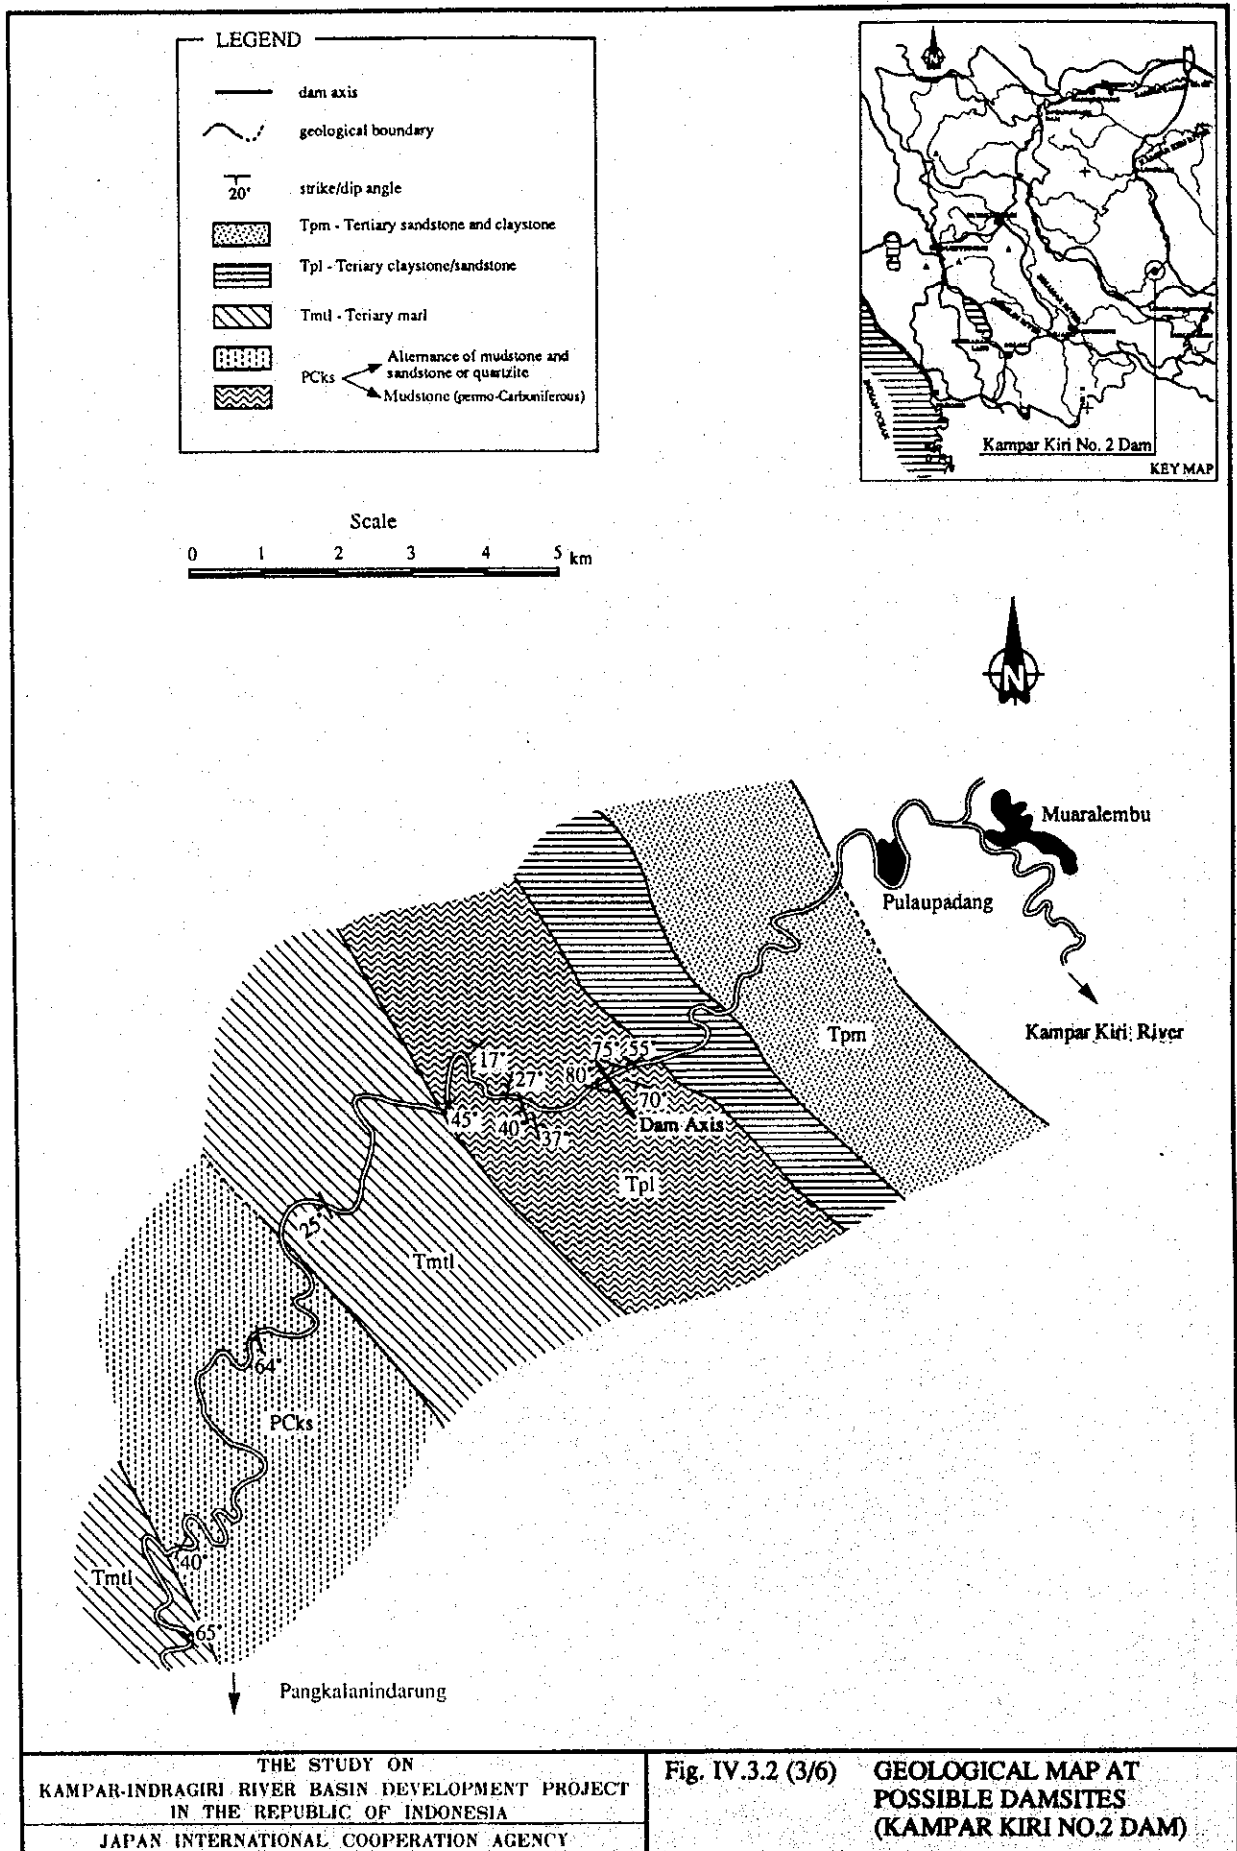 LEGEND
dam axis
geological boundary
20°
strike/dip angle
Tpm - Tertiary sandstone and claystone
Tpl - Teriary claystone/sandstone
Tmtl - Teriary marl
PCks
Alternance of mudstone and
sandstone or quartzite
Mudstone (permo-Carbuniferous)
N
INDIAN OCEAN
Kampar Kiri No. 2 Dam
KEY MAP
Scale
0 1 2 3 4 5 km
N
Muaralembu
Pulaupadang
Kampar Kiri River
Tpm
75° 55
17°
80°
27°
70°
45°
40°
37°
Dam Axis
Tpl
25°
Tmtl
64°
PCks
40°
Tmtl
65°
Pangkalanindarung
THE STUDY ON
KAMPAR-INDRAGIRI RIVER BASIN DEVELOPMENT PROJECT
IN THE REPUBLIC OF INDONESIA
JAPAN INTERNATIONAL COOPERATION AGENCY
Fig. IV.3.2 (3/6) GEOLOGICAL MAP AT
POSSIBLE DAMSITES
(KAMPAR KIRI NO.2 DAM)